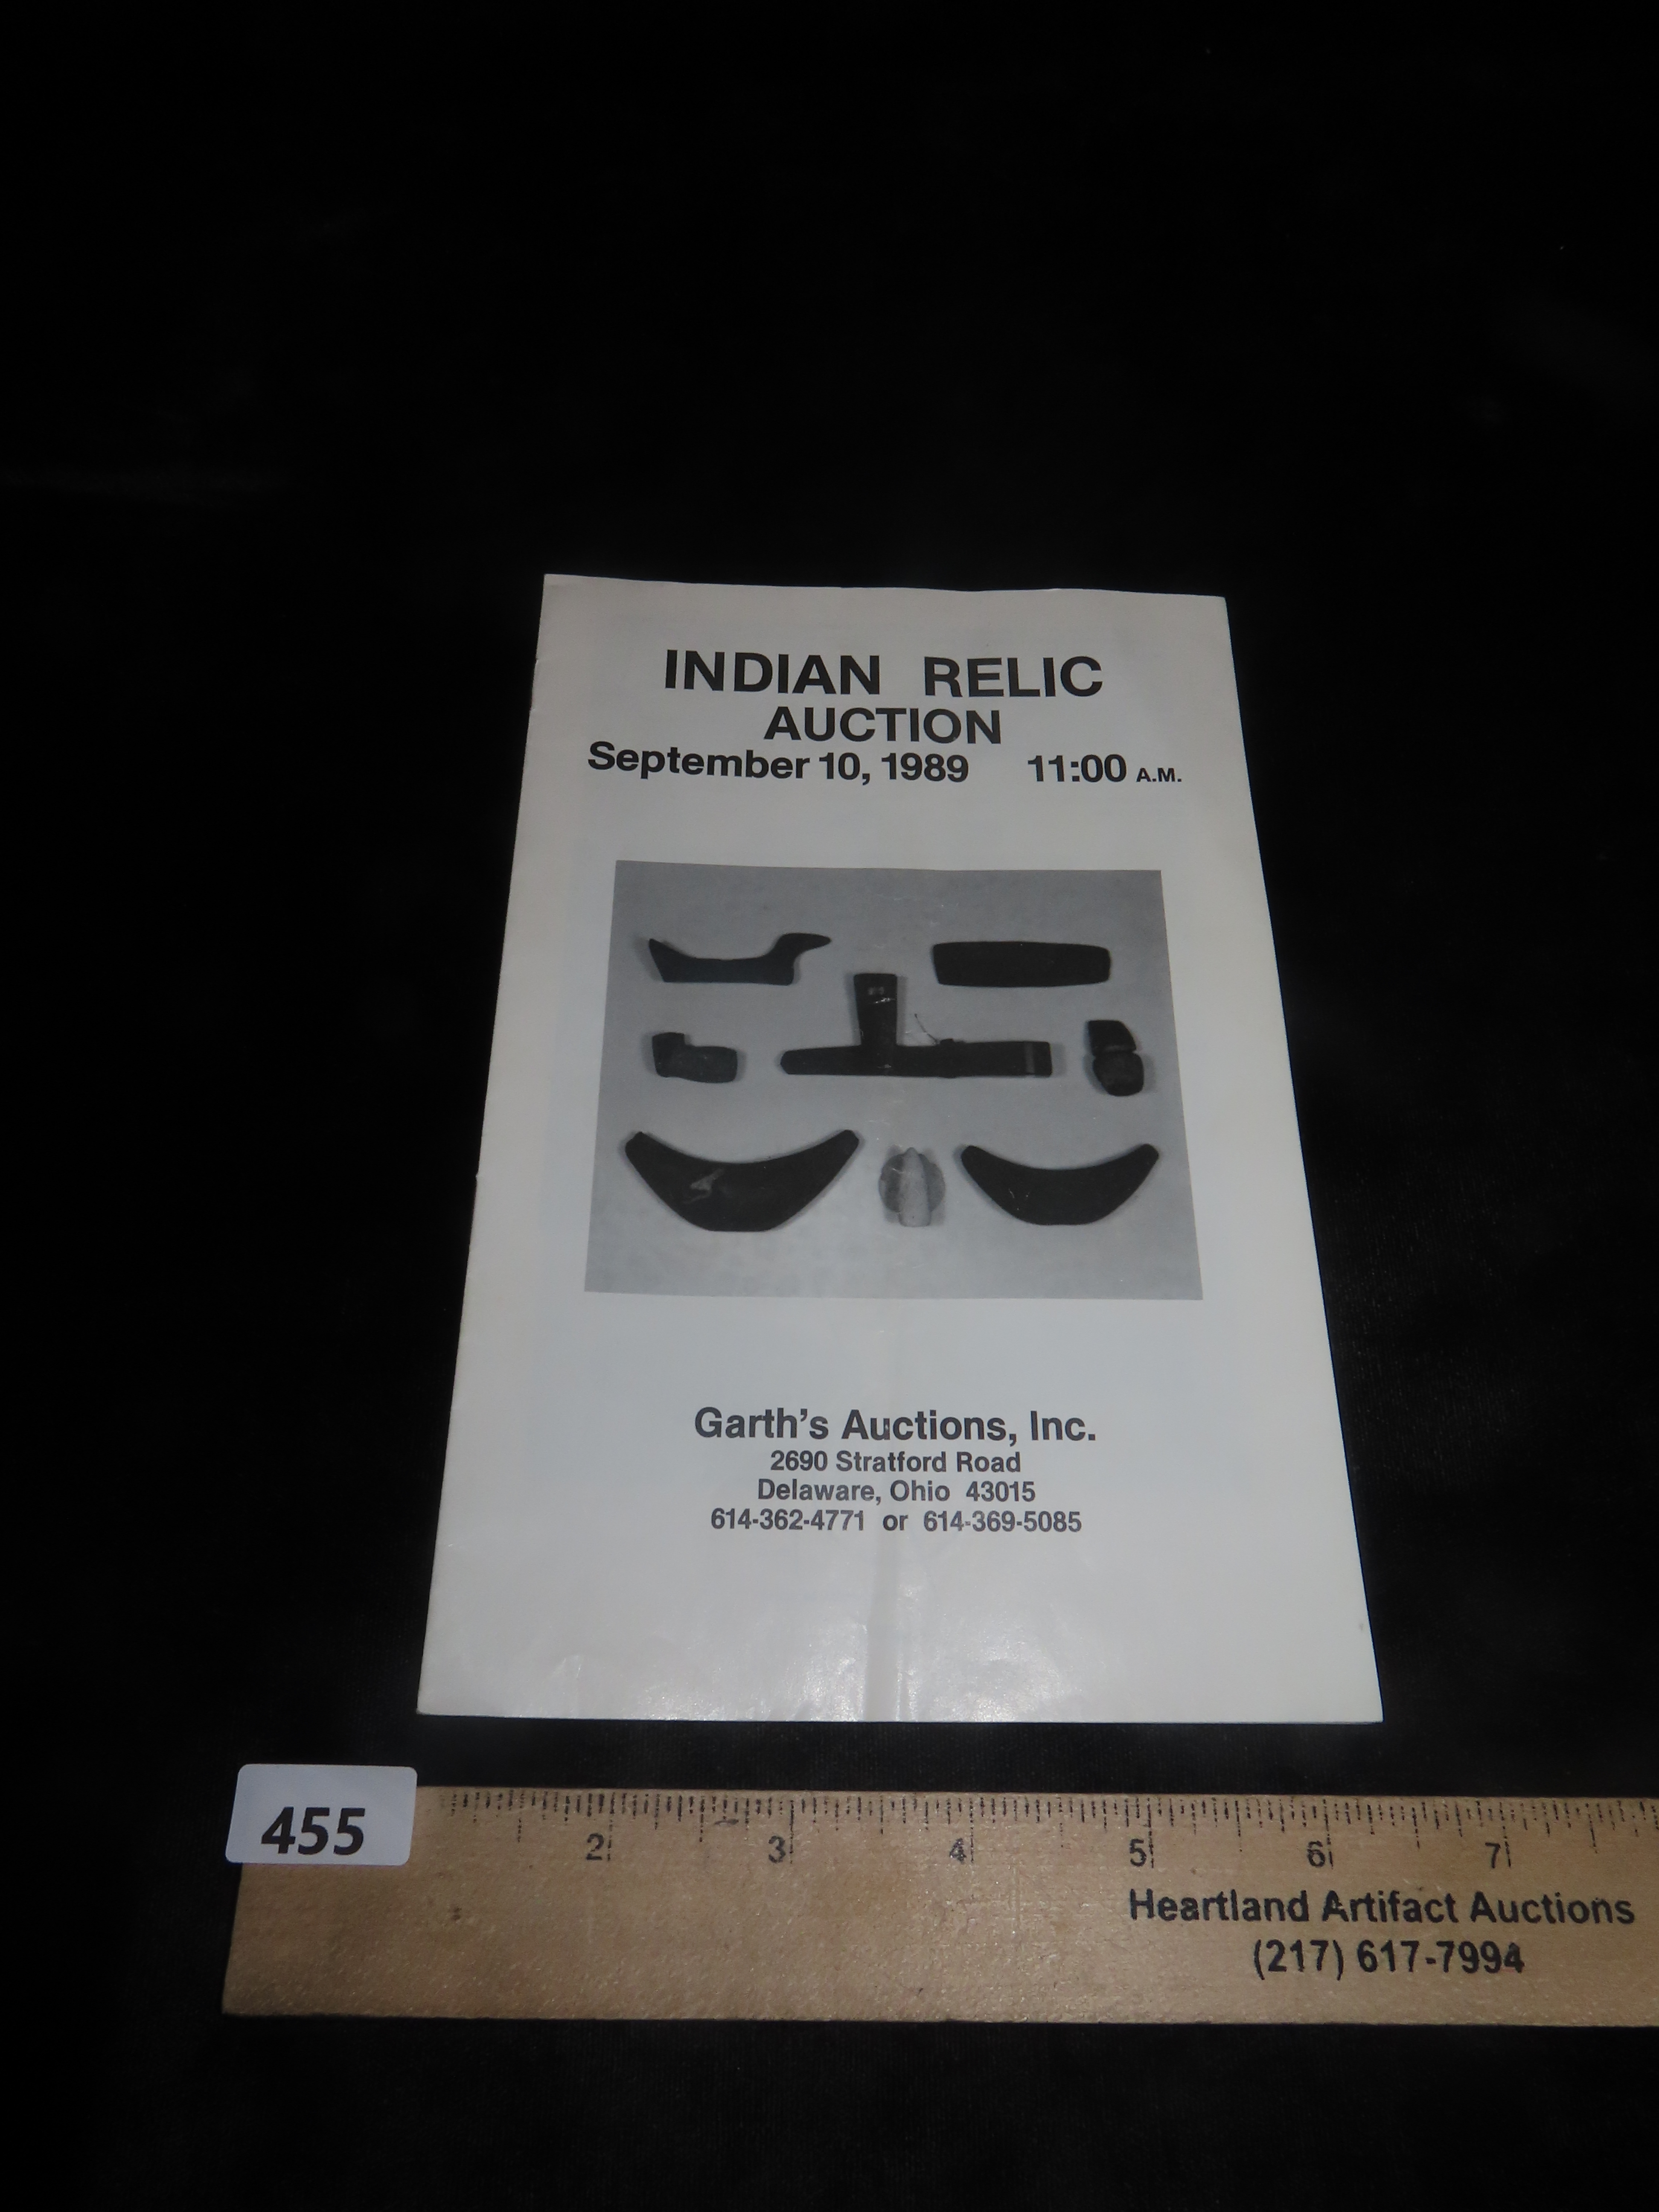 INDIAN RELIC
AUCTION
September 10, 1989 11:00 A.M.
Garth's Auctions, Inc.
2690 Stratford Road
Delaware, Ohio 43015
614-362-4771 or 614-369-5085
455
2 3 4 5 6 7
Heartland Artifact Auctions
(217) 617-7994